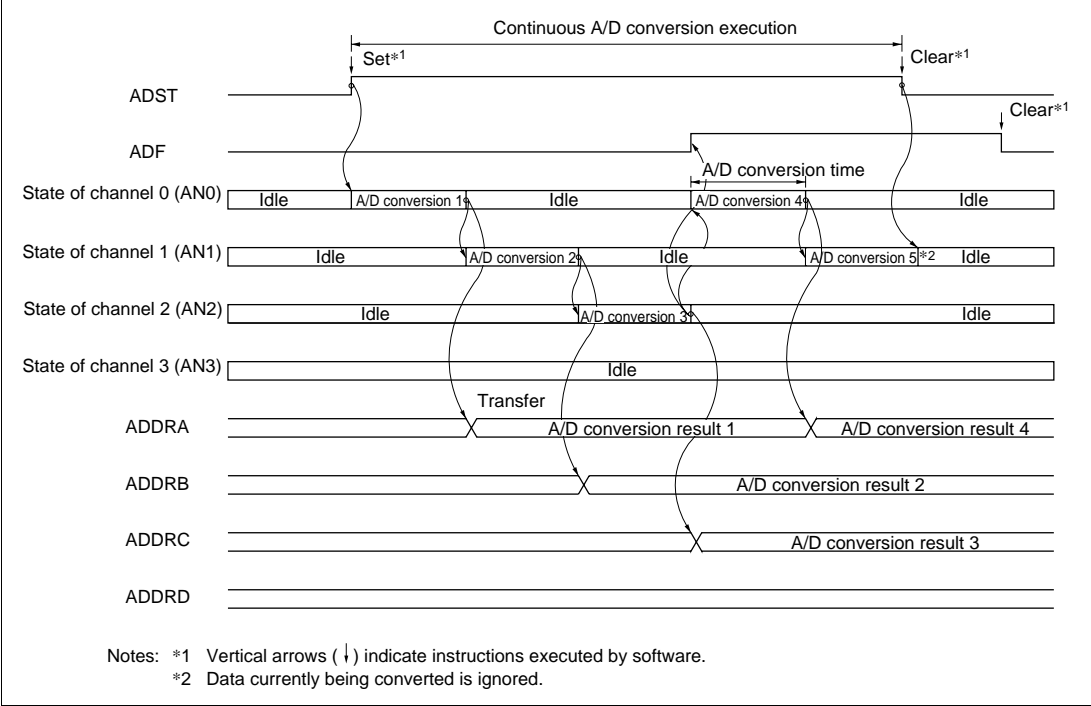 Continuous A/D conversion execution
Set*1 Clear*1
ADST
Clear*1
ADF
A/D conversion time
State of channel 0 (AN0) Idle A/D conversion 1 Idle A/D conversion 4 Idle
State of channel 1 (AN1) Idle A/D conversion 2 Idle A/D conversion 5 *2 Idle
State of channel 2 (AN2) Idle A/D conversion 3 Idle
State of channel 3 (AN3) Idle
Transfer
ADDRA A/D conversion result 1 A/D conversion result 4
ADDRB A/D conversion result 2
ADDRC A/D conversion result 3
ADDRD
Notes: *1 Vertical arrows (↓) indicate instructions executed by software.
*2 Data currently being converted is ignored.